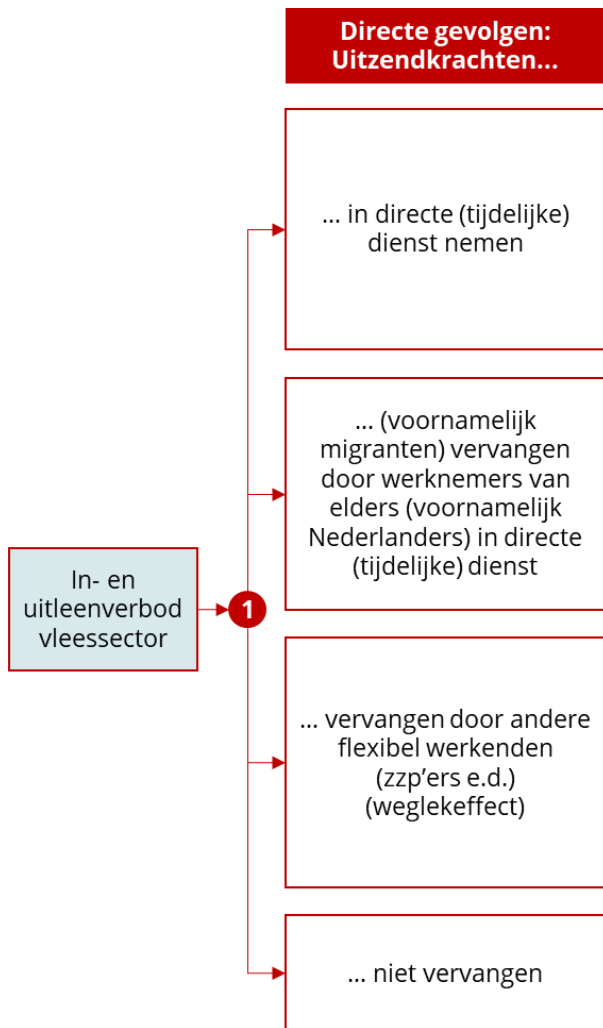 Directe gevolgen:
Uitzendkrachten...
... in directe (tijdelijke)
dienst nemen
... (voornamelijk
migranten) vervangen
door werknemers van
elders (voornamelijk
Nederlanders) in directe
(tijdelijke) dienst
In- en
uitleenverbod
vleessector
1
... vervangen door andere
flexibel werkenden
(zzp’ers e.d.)
(weglekeffect)
... niet vervangen